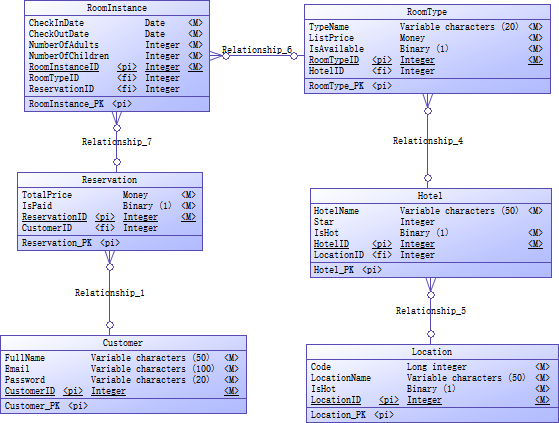 RoomInstance
CheckInDate Date <M>
CheckOutDate Date <M>
NumberOfAdults Integer <M>
NumberOfChildren Integer <M>
RoomInstanceID <pi> Integer <M>
RoomTypeID <fi> Integer
ReservationID <fi> Integer
RoomInstance_PK <pi>
Relationship_6
RoomType
TypeName Variable characters (20) <M>
ListPrice Money <M>
IsAvailable Binary (1) <M>
RoomTypeID <pi> Integer <M>
HotelID <fi> Integer
RoomType_PK <pi>
Relationship_7
Relationship_4
Reservation
TotalPrice Money <M>
IsPaid Binary (1) <M>
ReservationID <pi> Integer <M>
CustomerID <fi> Integer
Reservation_PK <pi>
Hotel
HotelName Variable characters (50) <M>
Star Integer
IsHot Binary (1) <M>
HotelID <pi> Integer <M>
LocationID <fi> Integer
Hotel_PK <pi>
Relationship_1
Relationship_5
Customer
FullName Variable characters (50) <M>
Email Variable characters (100) <M>
Password Variable characters (20) <M>
CustomerID <pi> Integer <M>
Customer_PK <pi>
Location
Code Long integer <M>
LocationName Variable characters (50) <M>
IsHot Binary (1) <M>
LocationID <pi> Integer <M>
Location_PK <pi>